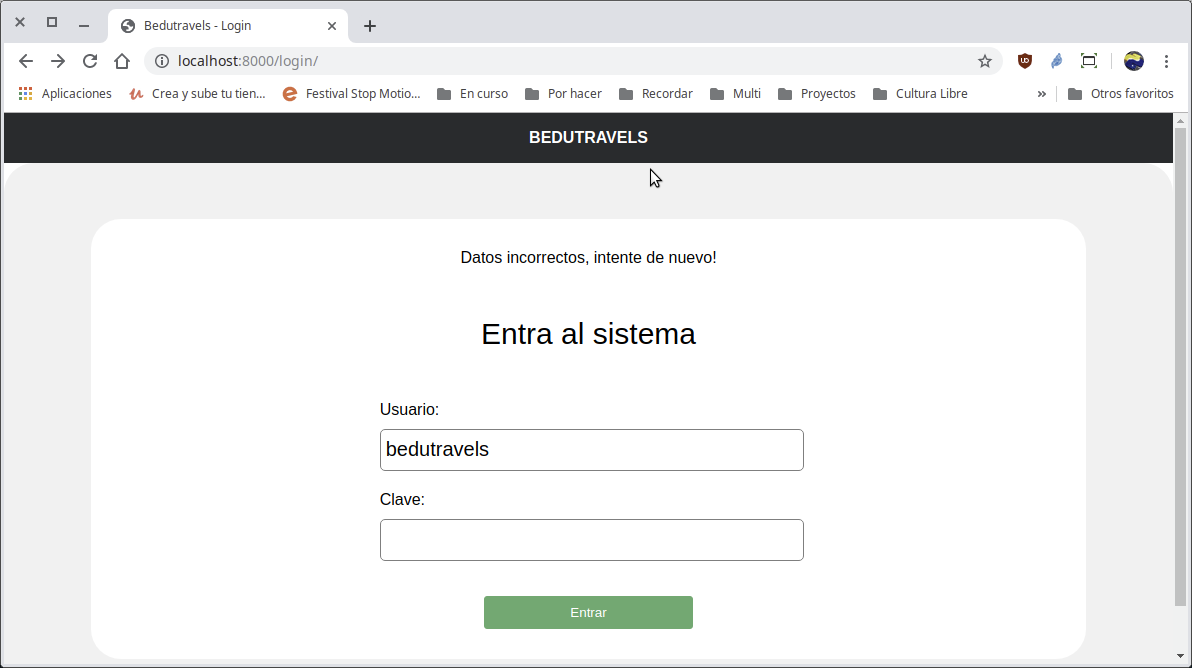 Bedutravels - Login
localhost:8000/login/
Aplicaciones Crea y sube tu tien... Festival Stop Motio... En curso Por hacer Recordar Multi Proyectos Cultura Libre » Otros favoritos
BEDUTRAVELS
Datos incorrectos, intente de nuevo!
Entra al sistema
Usuario:
bedutravels
Clave:
Entrar